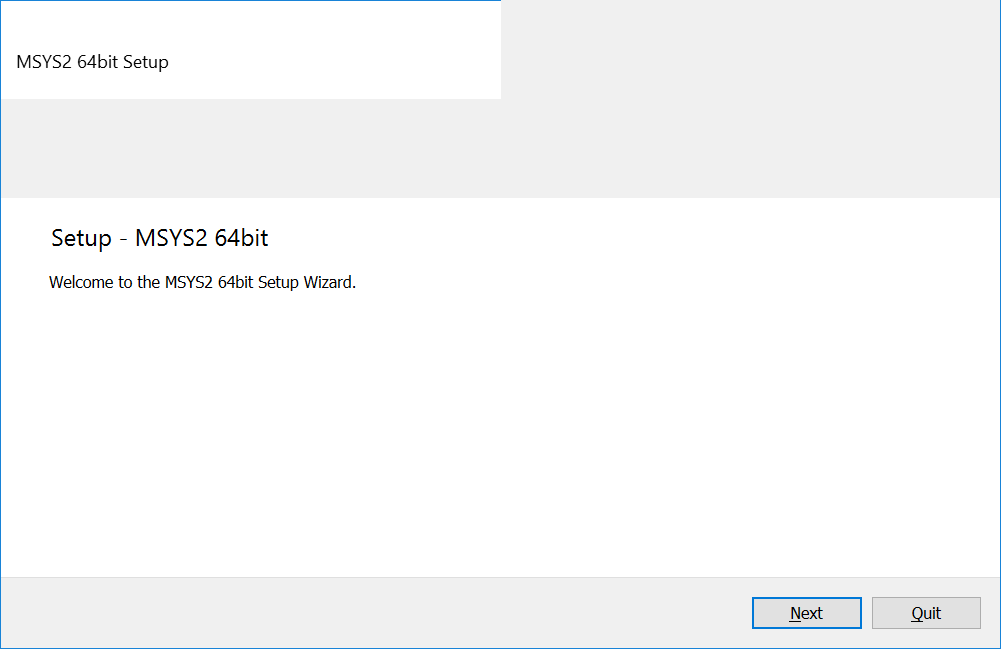 MSYS2 64bit Setup
Setup - MSYS2 64bit
Welcome to the MSYS2 64bit Setup Wizard.
Next
Quit